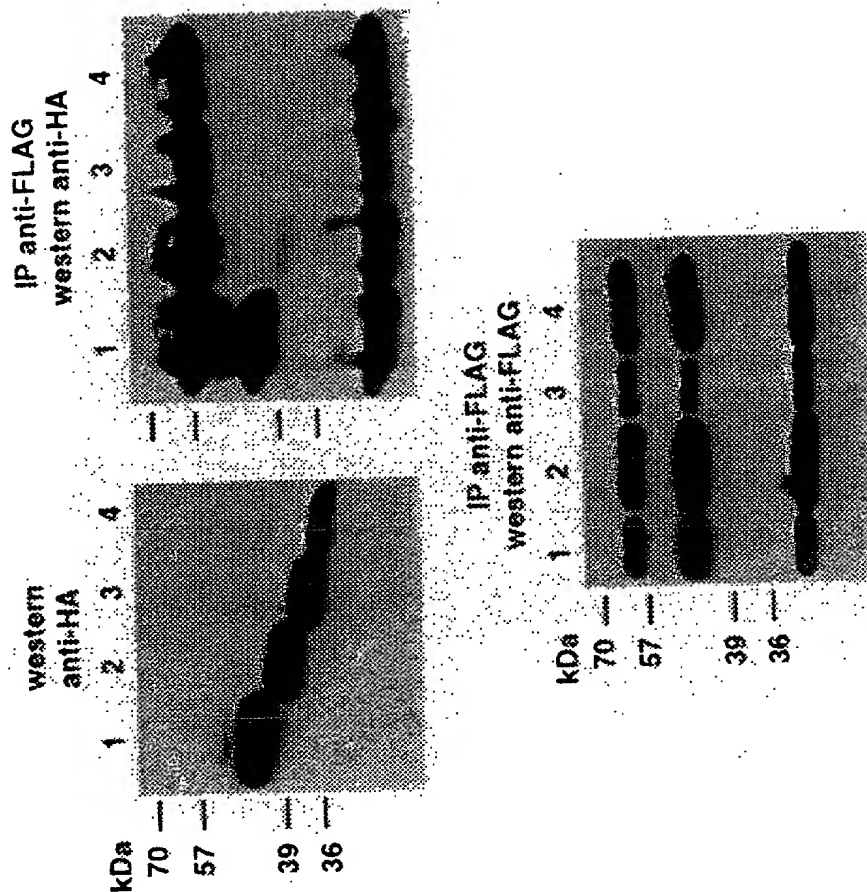 western
anti-HA
1 2 3 4
kDa
70
57
39
36
IP anti-FLAG
western anti-HA
1 2 3 4
IP anti-FLAG
western anti-FLAG
1 2 3 4
kDa
70
57
39
36